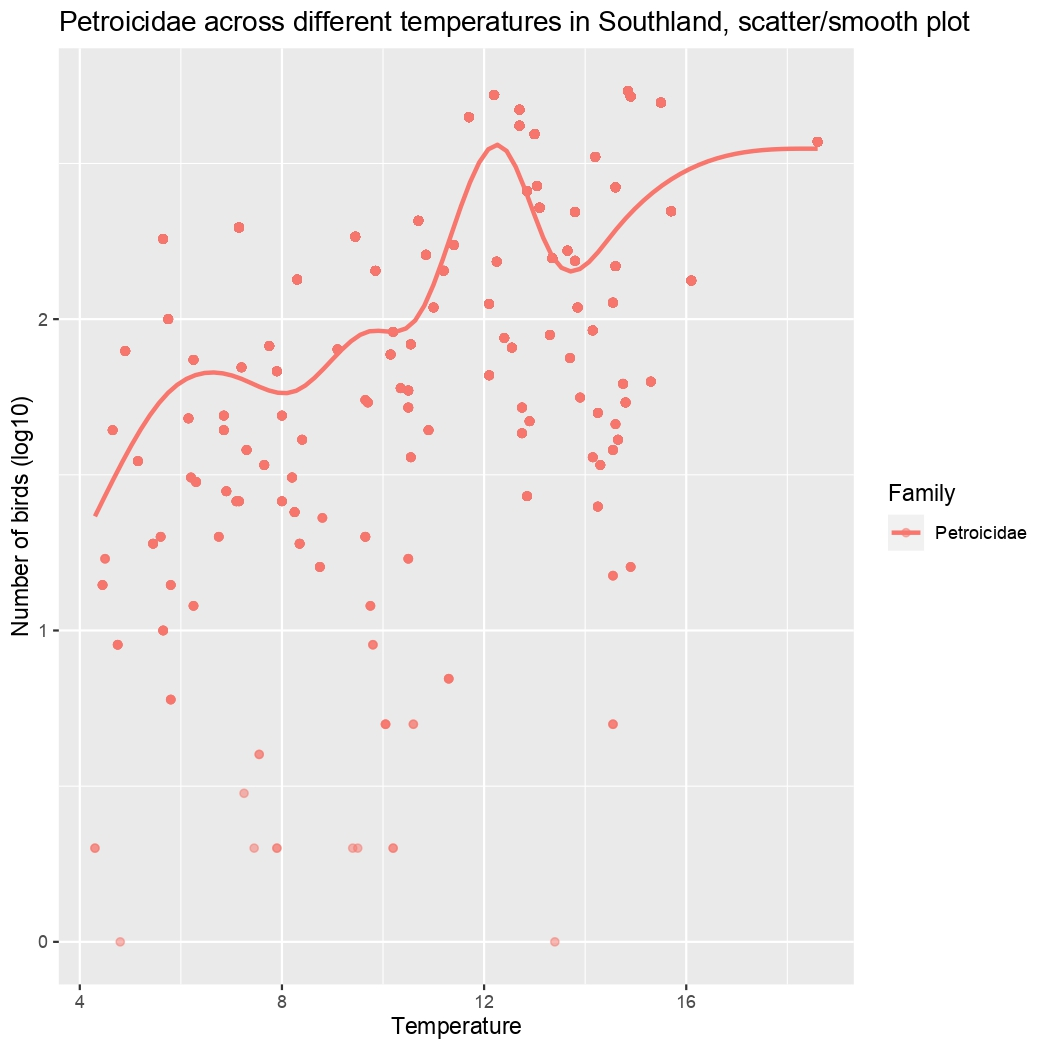 Petroicidae across different temperatures in Southland, scatter/smooth plot
Number of birds (log10)
2
1
0
4 8 12 16
Temperature
Family
Petroicidae